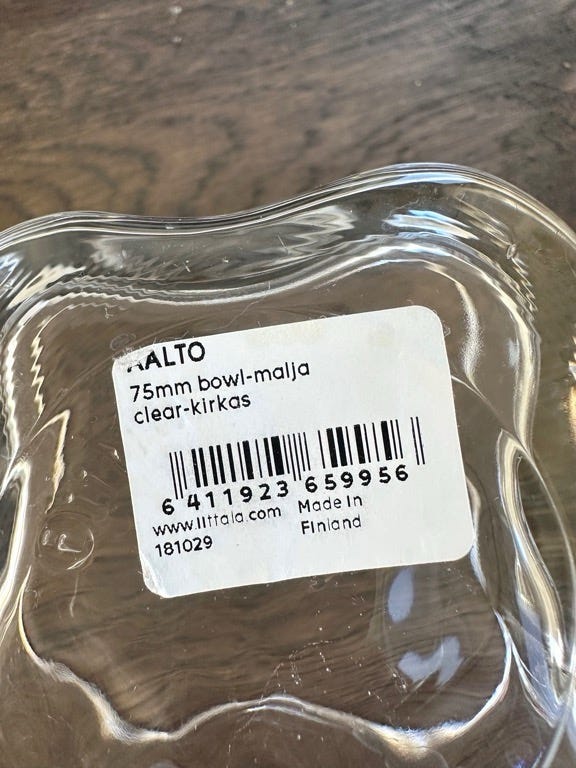 AALTO
75mm bowl-malja
clear-kirkas
6 411923 659956
www.iittala.com
Made in
Finland
181029